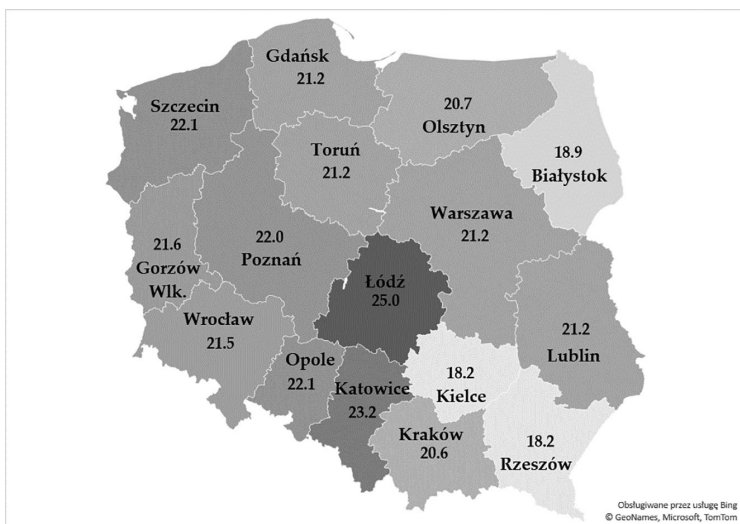 Gdańsk
21.2
Szczecin
22.1
20.7
Olsztyn
18.9
Białystok
Toruń
21.2
Warszawa
21.2
21.6
Gorzów
Wlk.
22.0
Poznań
Łódź
25.0
Wrocław
21.5
21.2
Lublin
Opole
22.1
Katowice
23.2
18.2
Kielce
Kraków
20.6
18.2
Rzeszów
Obsługiwane przez usługę Bing
© GeoNames, Microsoft, TomTom